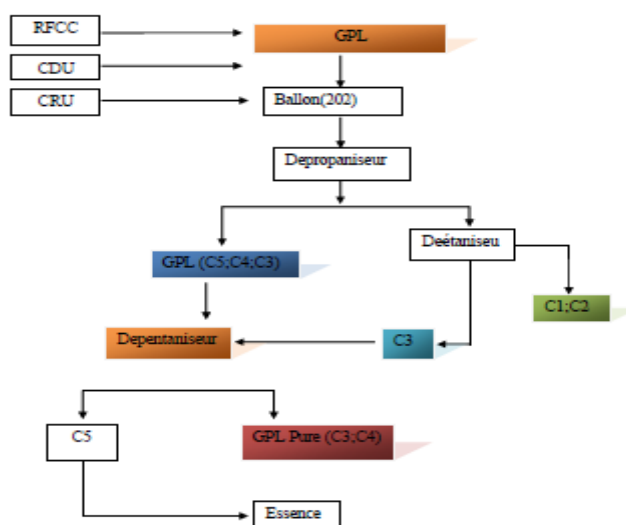 RFCC
GPL
CDU
CRU
Ballon(202)
Depropaniseur
GPL (C5;C4;C3)
Deétaniseu
C1;C2
Depentaniseur
C3
C5
GPL Pure (C3;C4)
Essence